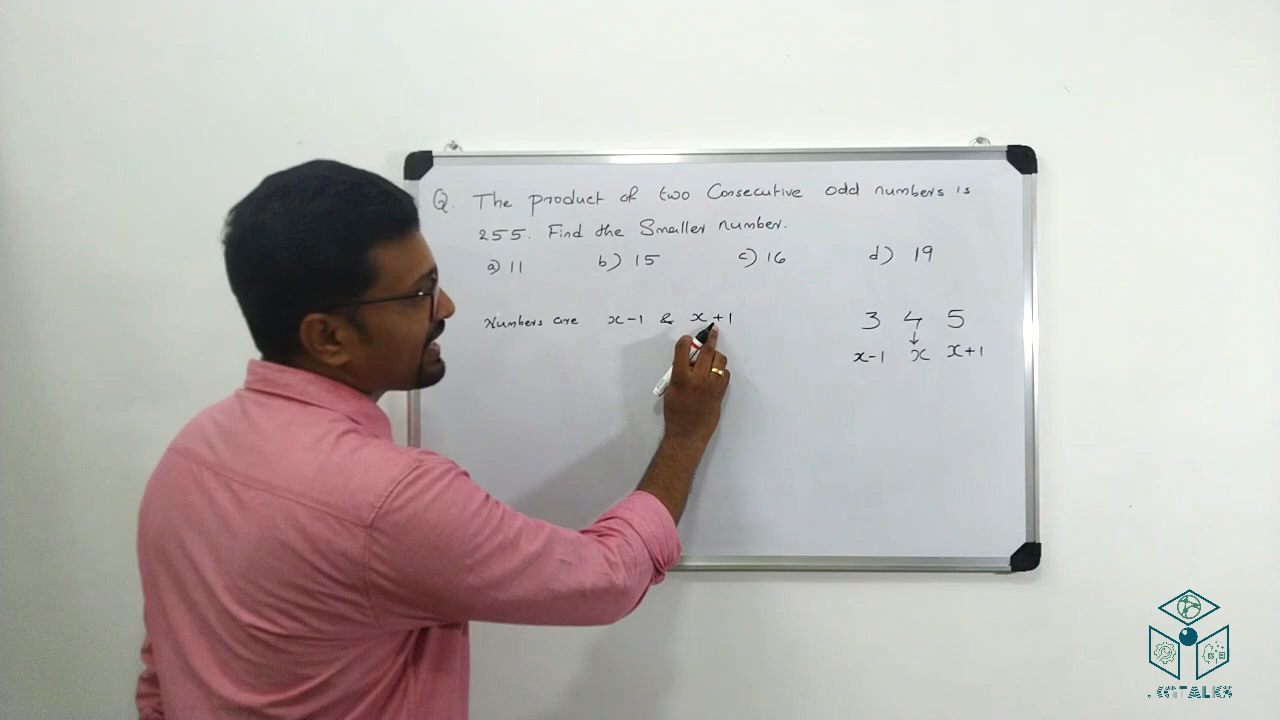 Q. The product of two Consecutive odd numbers is
255. Find the Smaller number.
a) 11 b) 15 c) 16 d) 19
Numbers are x-1 & x+1
3 4 5
↓
x-1 x x+1